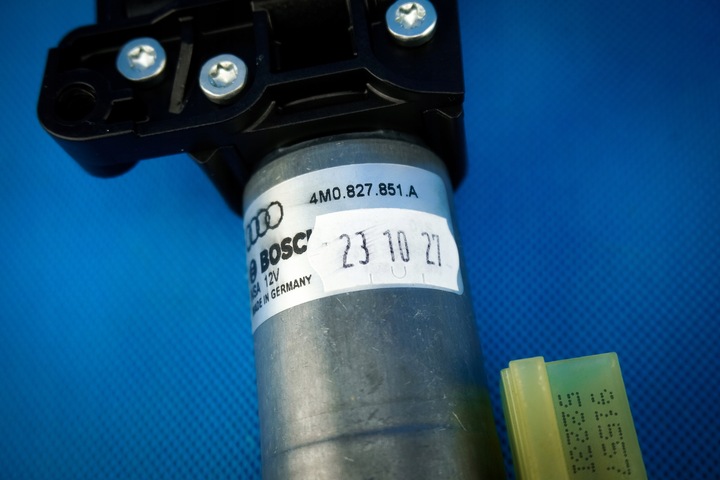 4M0.827.851.A
BOSCH
23 10 27
12V
MADE IN GERMANY